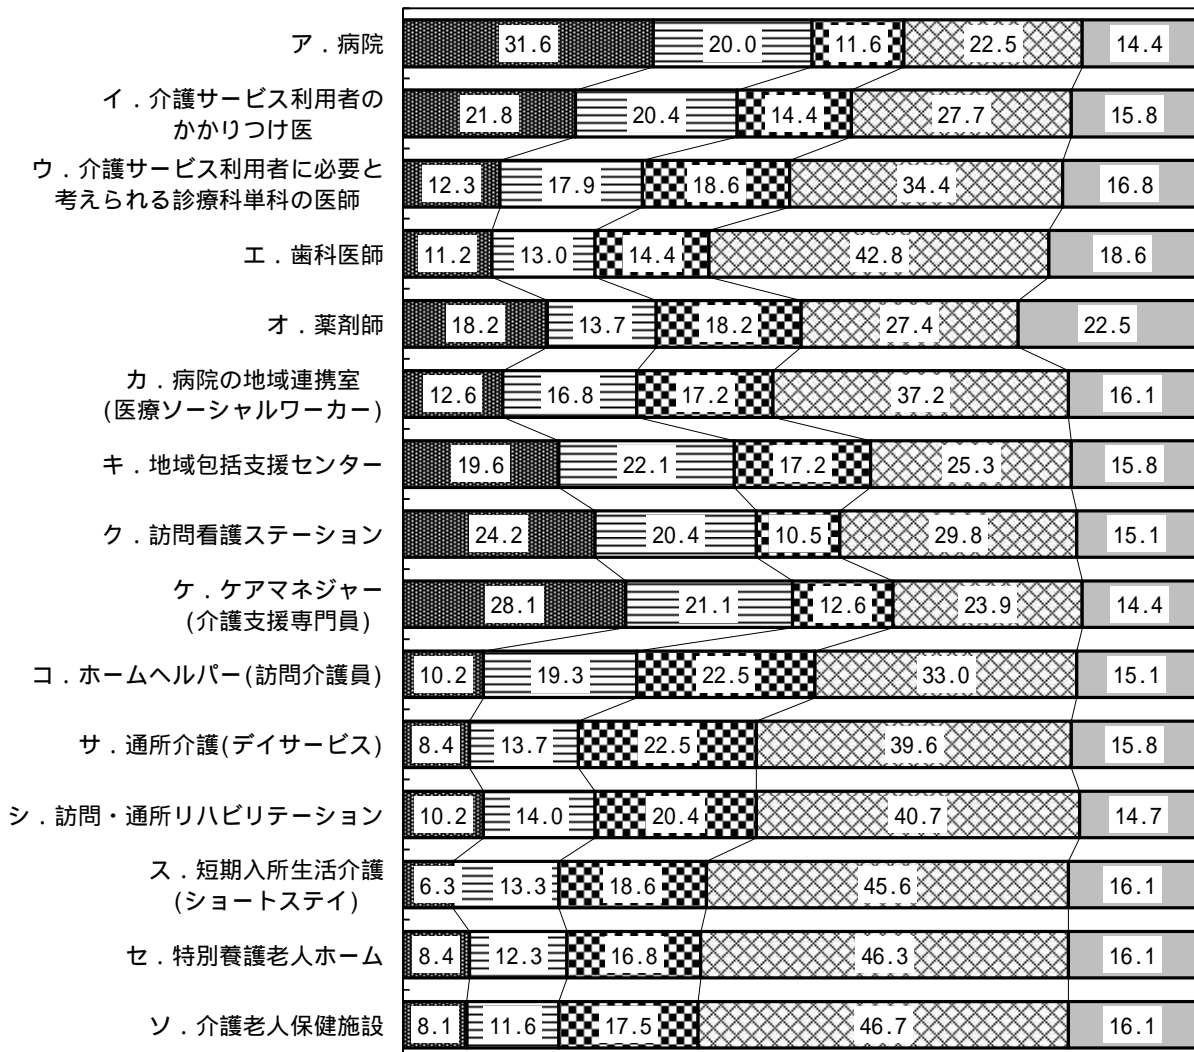 ア．病院 31.6 20.0 11.6 22.5 14.4
イ．介護サービス利用者の
かかりつけ医 21.8 20.4 14.4 27.7 15.8
ウ．介護サービス利用者に必要と
考えられる診療科単科の医師 12.3 17.9 18.6 34.4 16.8
エ．歯科医師 11.2 13.0 14.4 42.8 18.6
オ．薬剤師 18.2 13.7 18.2 27.4 22.5
カ．病院の地域連携室
(医療ソーシャルワーカー) 12.6 16.8 17.2 37.2 16.1
キ．地域包括支援センター 19.6 22.1 17.2 25.3 15.8
ク．訪問看護ステーション 24.2 20.4 10.5 29.8 15.1
ケ．ケアマネジャー
(介護支援専門員) 28.1 21.1 12.6 23.9 14.4
コ．ホームヘルパー(訪問介護員) 10.2 19.3 22.5 33.0 15.1
サ．通所介護(デイサービス) 8.4 13.7 22.5 39.6 15.8
シ．訪問・通所リハビリテーション 10.2 14.0 20.4 40.7 14.7
ス．短期入所生活介護
(ショートステイ) 6.3 13.3 18.6 45.6 16.1
セ．特別養護老人ホーム 8.4 12.3 16.8 46.3 16.1
ソ．介護老人保健施設 8.1 11.6 17.5 46.7 16.1